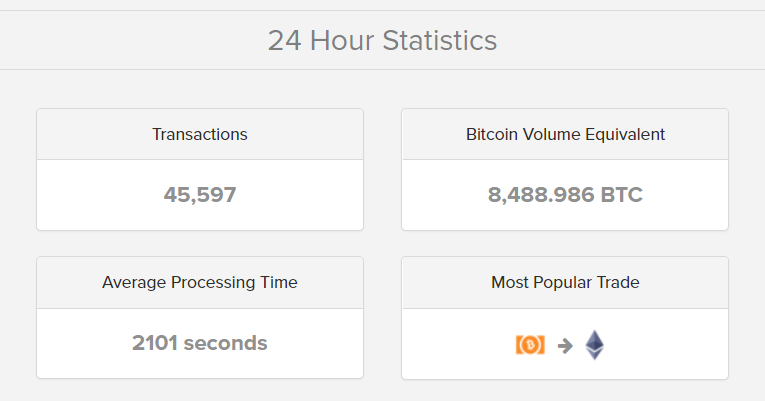 24 Hour Statistics
Transactions
45,597
Bitcoin Volume Equivalent
8,488.986 BTC
Average Processing Time
2101 seconds
Most Popular Trade